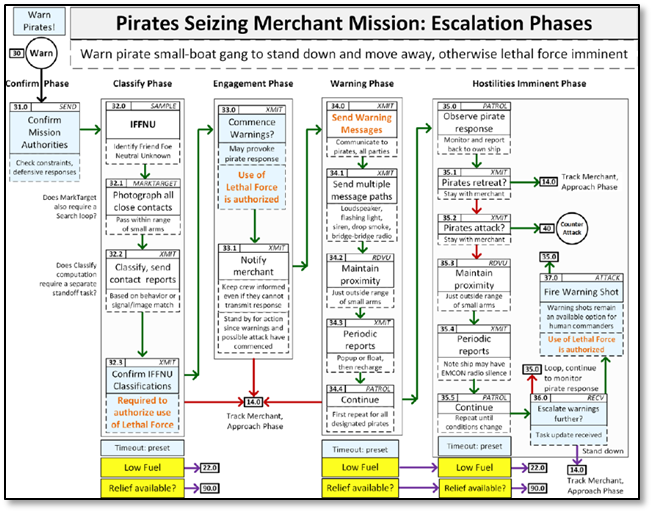 Warn
Pirates!
30
Warn
Pirates Seizing Merchant Mission: Escalation Phases
Warn pirate small-boat gang to stand down and move away, otherwise lethal force imminent
Confirm Phase
31.0 SEND
Confirm
Mission
Authorities
Check constraints,
defensive responses
Does MarkTarget
also require a
Search loop?
Does Classify
computation
require a separate
standoff task?
Classify Phase
32.0 SAMPLE
IFFNU
Identify Friend Foe
Neutral Unknown
32.1 MARKTARGET
Photograph all
close contacts
Pass within range
of small arms
32.2 XMIT
Classify, send
contact reports
Based on behavior or
signal/image match
32.3 XMIT
Confirm IFFNU
Classifications
Required to
authorize use
of Lethal Force
Timeout: preset
Low Fuel
22.0
Relief available?
90.0
Engagement Phase
33.0 XMIT
Commence
Warnings?
May provoke
pirate response
Use of
Lethal Force
is authorized
33.1 XMIT
Notify
merchant
Keep crew informed
even if they cannot
transmit response
Stand by for action
since warnings and
possible attack have
commenced
14.0
Track Merchant,
Approach Phase
Warning Phase
34.0 XMIT
Send Warning
Messages
Communicate to
pirates, all parties
34.1 XMIT
Send multiple
message paths
Loudspeaker,
flashing light,
siren, drop smoke,
bridge-bridge radio
34.2 RDVU
Maintain
proximity
Just outside range
of small arms
34.3 XMIT
Periodic
reports
Popup or float,
then recharge
34.4 PATROL
Continue
First repeat for all
designated pirates
Timeout: preset
Low Fuel
Relief available?
Hostilities Imminent Phase
35.0 PATROL
Observe pirate
response
Monitor and report
back to own ship
35.1 XMIT
Pirates retreat?
Stay with merchant
14.0
Track Merchant,
Approach Phase
35.2 XMIT
Pirates attack?
Stay with merchant
40
Counter
Attack
35.3 RDVU
Maintain
proximity
Just outside range
of small arms
35.4 XMIT
Periodic
reports
Note ship may have
EMCON radio silence
35.5 PATROL
Continue
Repeat until
conditions change
Timeout: preset
Low Fuel
22.0
Relief available?
90.0
35.0
37.0 ATTACK
Fire Warning Shot
Warning shots remain
an available option for
human commanders
Use of Lethal Force
is authorized
35.0
Loop, continue
to monitor
pirate response
36.0 RECV
Escalate warnings
further?
Task update received
Stand down
14.0
Track Merchant,
Approach Phase